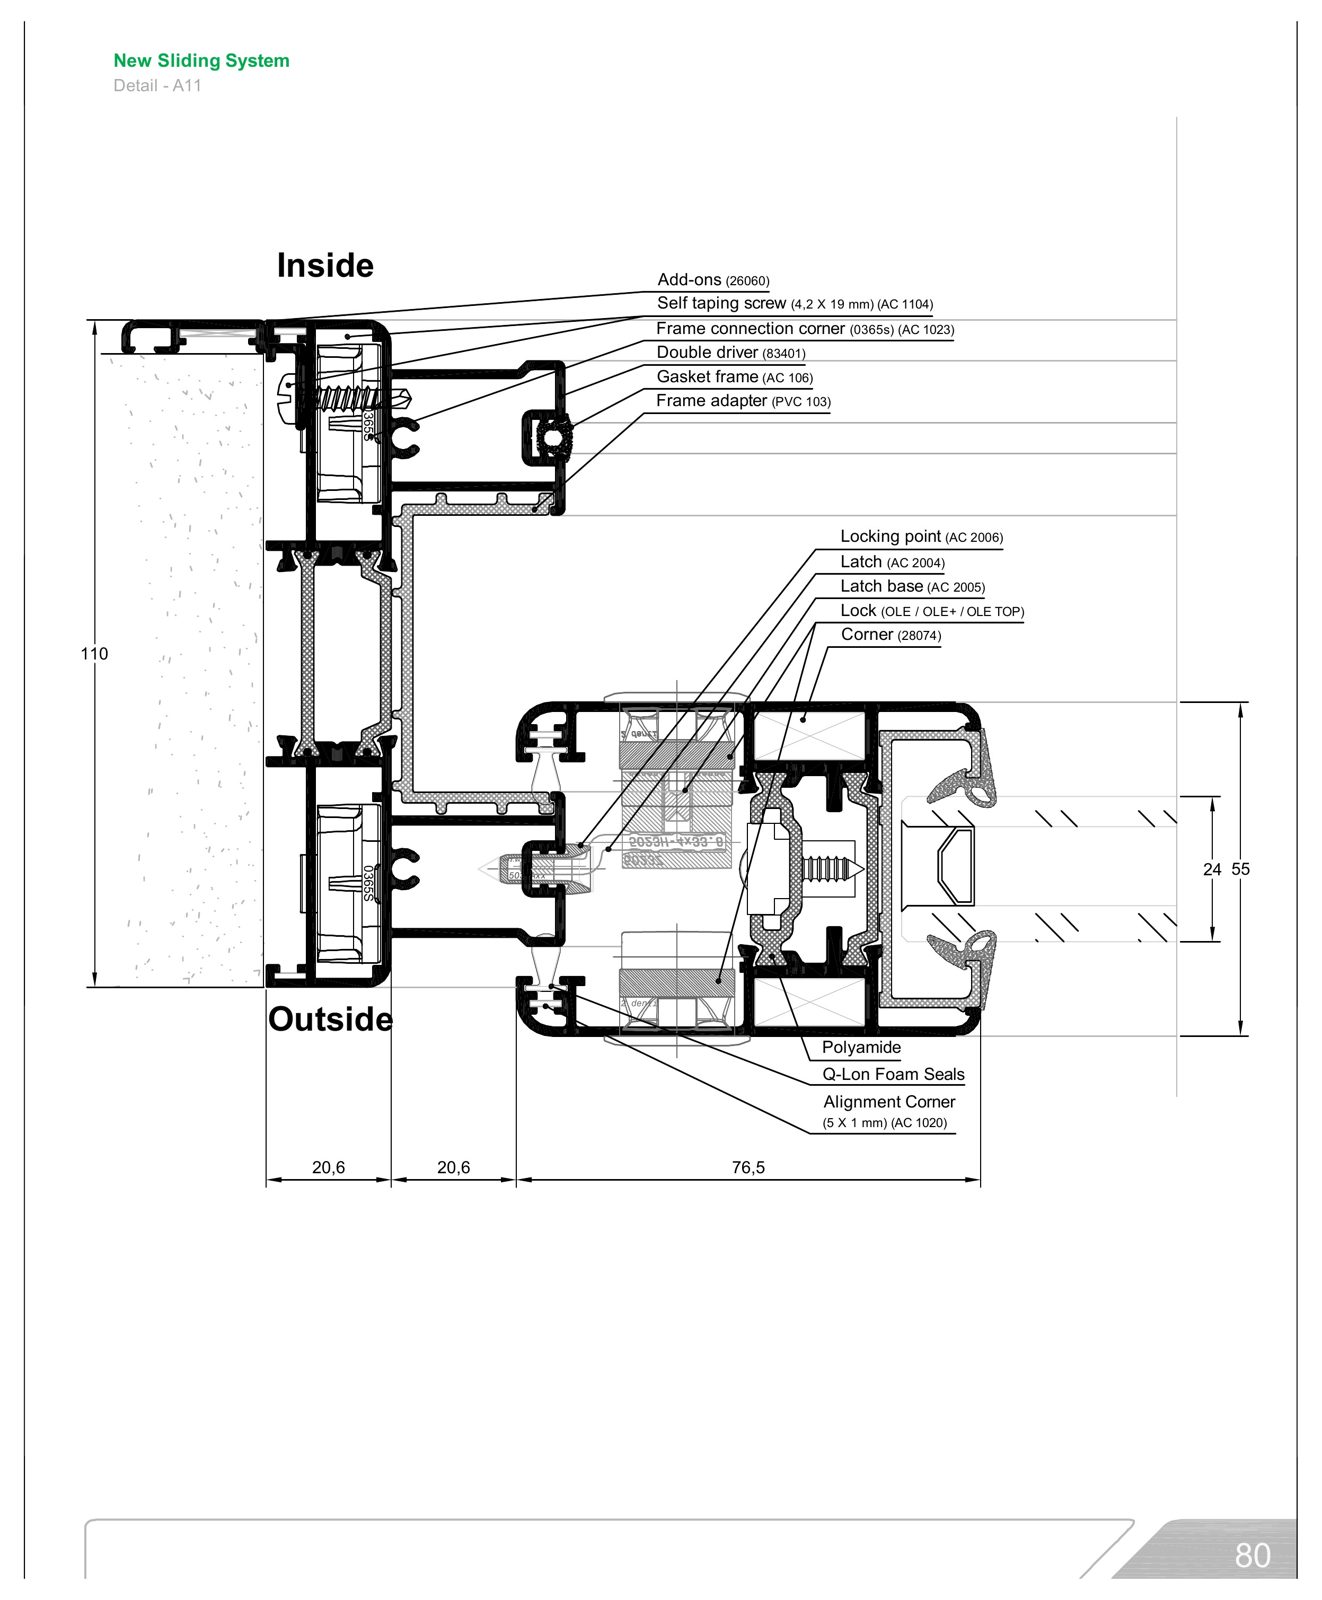 New Sliding System
Detail - A11
Inside
Add-ons (26060)
Self taping screw (4,2 X 19 mm) (AC 1104)
Frame connection corner (0365s) (AC 1023)
Double driver (83401)
Gasket frame (AC 106)
Frame adapter (PVC 103)
0365S
Locking point (AC 2006)
Latch (AC 2004)
Latch base (AC 2005)
Lock (OLE / OLE+ / OLE TOP)
Corner (28074)
110
0365S
24
55
Outside
Polyamide
Q-Lon Foam Seals
Alignment Corner
(5 X 1 mm) (AC 1020)
20,6
20,6
76,5
80